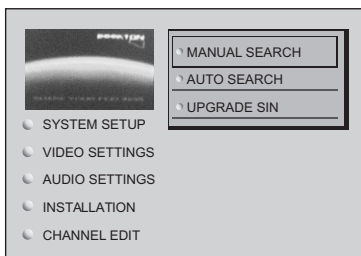 MANUAL SEARCH
AUTO SEARCH
UPGRADE SIN
SYSTEM SETUP
VIDEO SETTINGS
AUDIO SETTINGS
INSTALLATION
CHANNEL EDIT